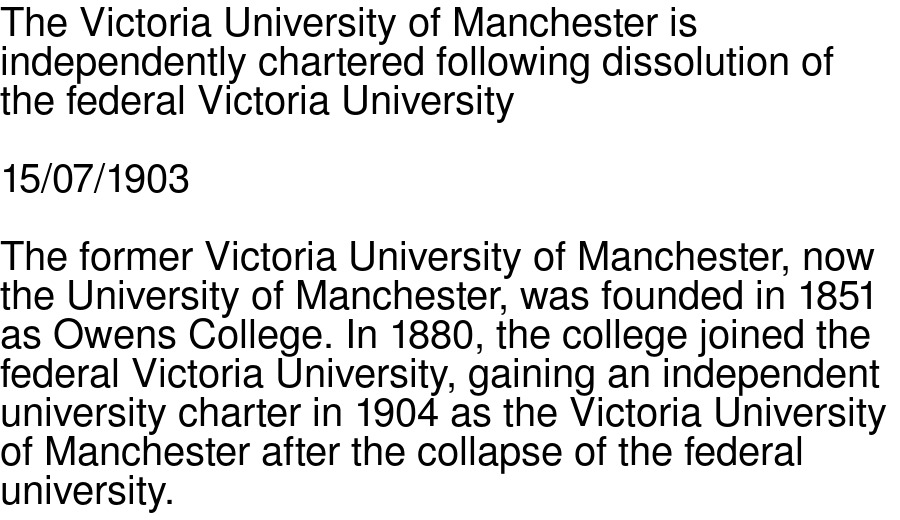 The Victoria University of Manchester is
independently chartered following dissolution of
the federal Victoria University
15/07/1903
The former Victoria University of Manchester, now
the University of Manchester, was founded in 1851
as Owens College. In 1880, the college joined the
federal Victoria University, gaining an independent
university charter in 1904 as the Victoria University
of Manchester after the collapse of the federal
university.